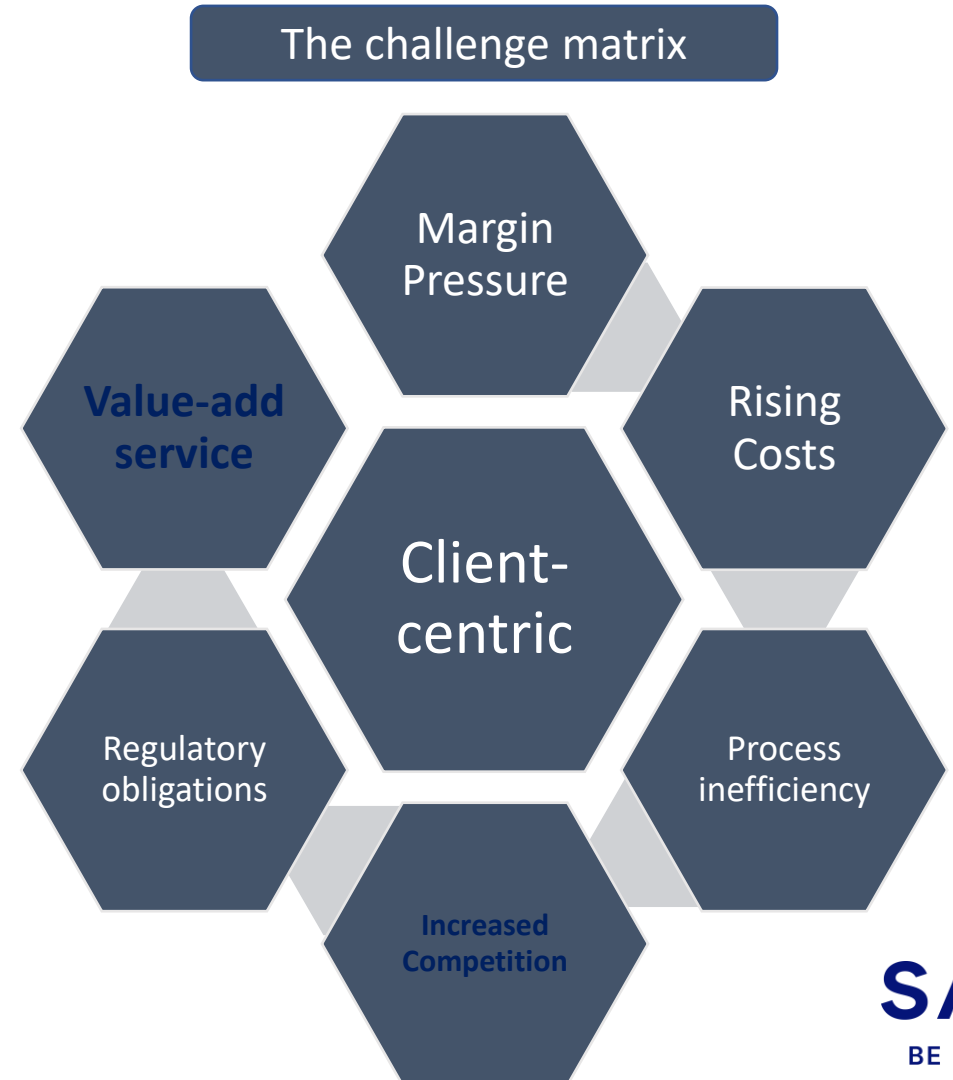 The challenge matrix
Margin
Pressure
Value-add
service
Rising
Costs
Client-
centric
Regulatory
obligations
Process
inefficiency
Increased
Competition
BE